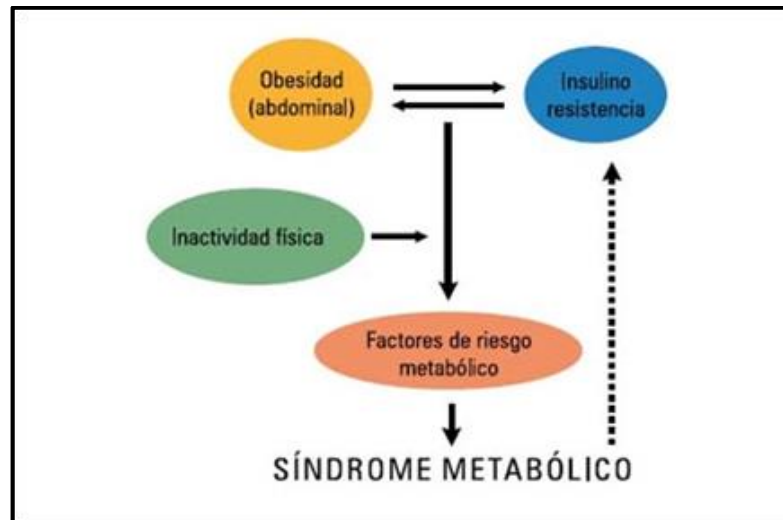 Obesidad
(abdominal)
Insulino
resistencia
Inactividad física
Factores de riesgo
metabólico
SÍNDROME METABÓLICO